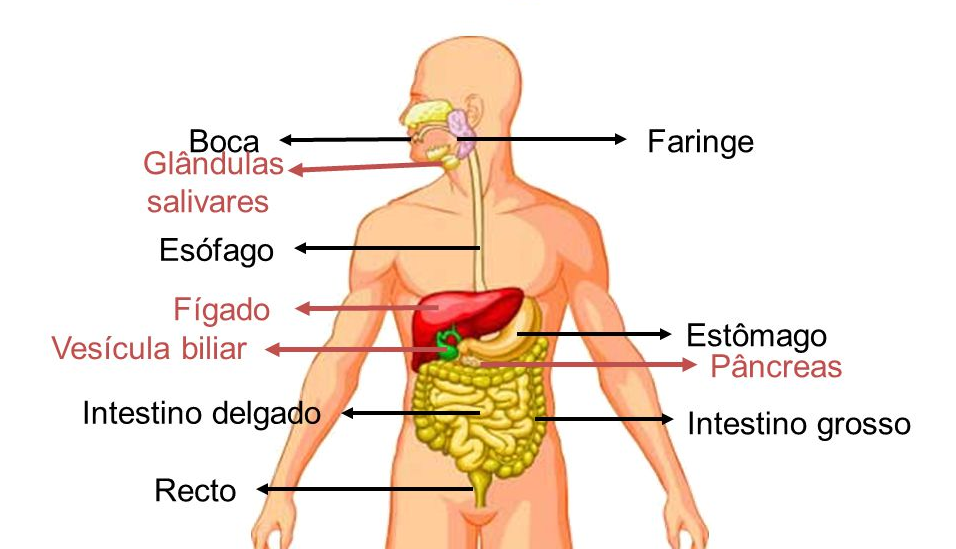 Boca
Faringe
Glândulas
salivares
Esófago
Fígado
Estômago
Vesícula biliar
Pâncreas
Intestino delgado
Intestino grosso
Recto